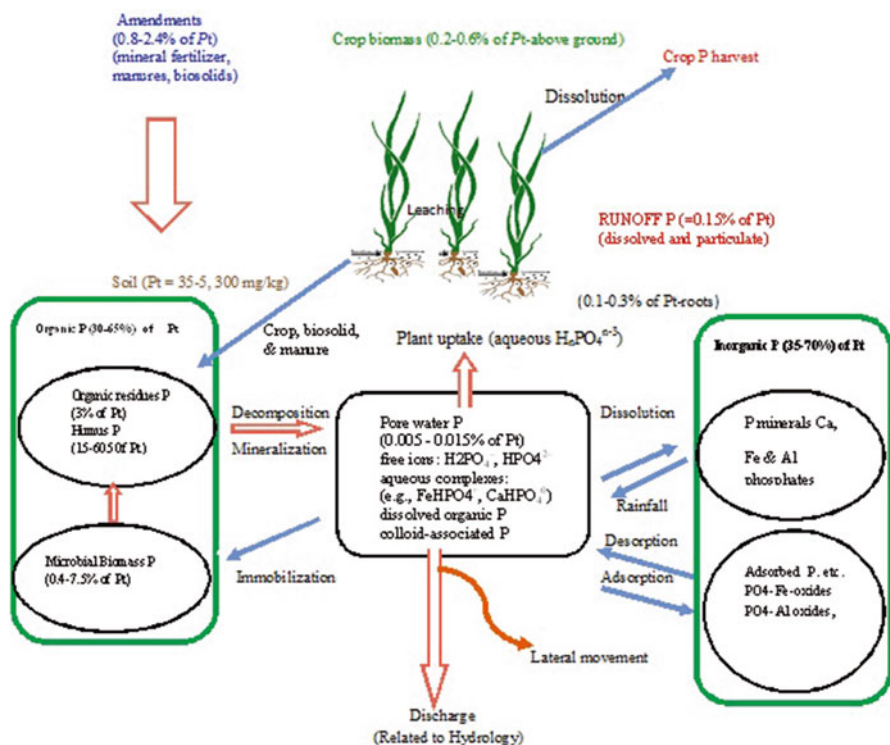 Amendments
(0.8-2.4% of Pt)
(mineral fertilizer,
manures, biosolids)
Crop biomass (0.2-0.6% of Pt-above ground)
Crop P harvest
Dissolution
Leaching
RUNOFF P (=0.15% of Pt)
(dissolved and particulate)
Soil (Pt = 35-5, 300 mg/kg)
(0.1-0.3% of Pt-roots)
Organic P (30-65%) of Pt
Crop, biosolid,
& manure
Plant uptake (aqueous HₙPO₄ⁿ⁻³)
Inorganic P (35-70%) of Pt
Organic residues P
(3% of Pt)
Humus P
(15-6050f Pt)
Decomposition
Mineralization
Pore water P
(0.005 - 0.015% of Pt)
free ions: H2PO₄⁻, HPO4²⁻
aqueous complexes:
(e.g., FeHPO4, CaHPO₄⁰)
dissolved organic P
colloid-associated P
Dissolution
Rainfall
P minerals Ca,
Fe & Al
phosphates
Microbial Biomass P
(0.4-7.5% of Pt)
Immobilization
Desorption
Adsorption
Adsorbed P. etc.
PO4- Fe-oxides
PO4- Al oxides,
Lateral movement
Discharge
(Related to Hydrology)